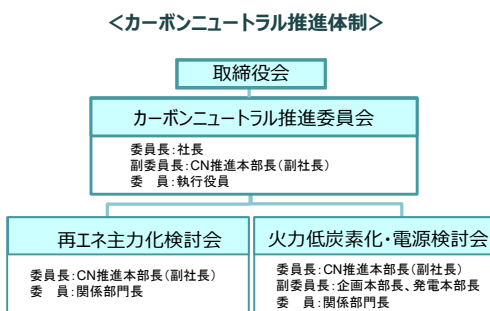 ＜カーボンニュートラル推進体制＞
取締役会
カーボンニュートラル推進委員会
委員長：社長
副委員長：CN推進本部長（副社長）
委　員：執行役員
再エネ主力化検討会
委員長：CN推進本部長（副社長）
委　員：関係部門長
火力低炭素化・電源検討会
委員長：CN推進本部長（副社長）
副委員長：企画本部長、発電本部長
委　員：関係部門長